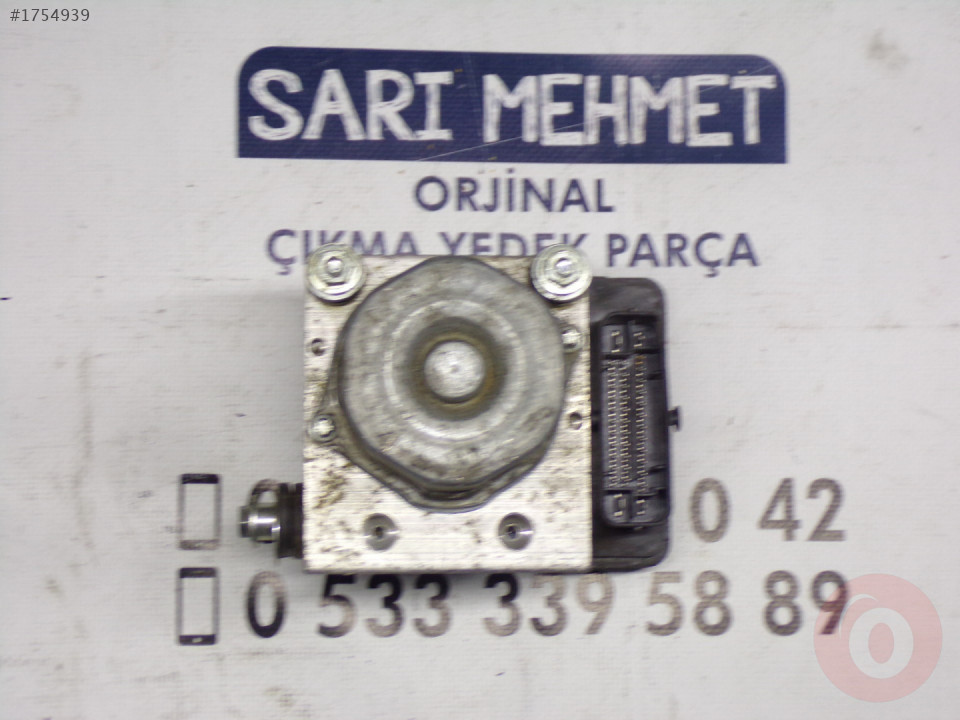 #1754939
SARI MEHMET
ORJİNAL
ÇIKMA YEDEK PARÇA
0 42
0 533 339 58 89